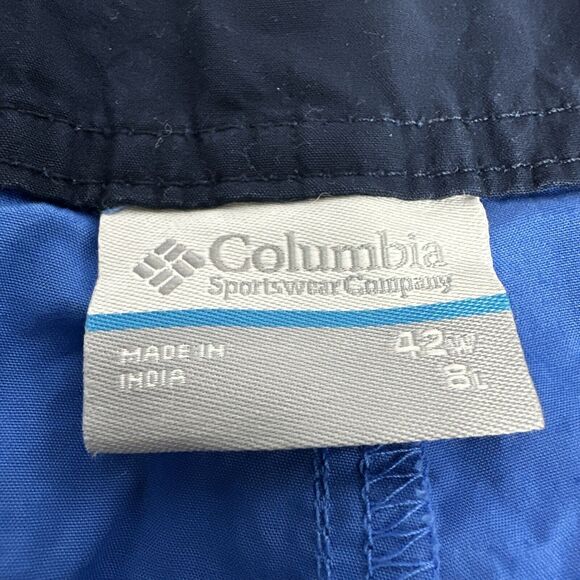 Columbia
Sportswear Company
MADE IN
INDIA
42W
8L